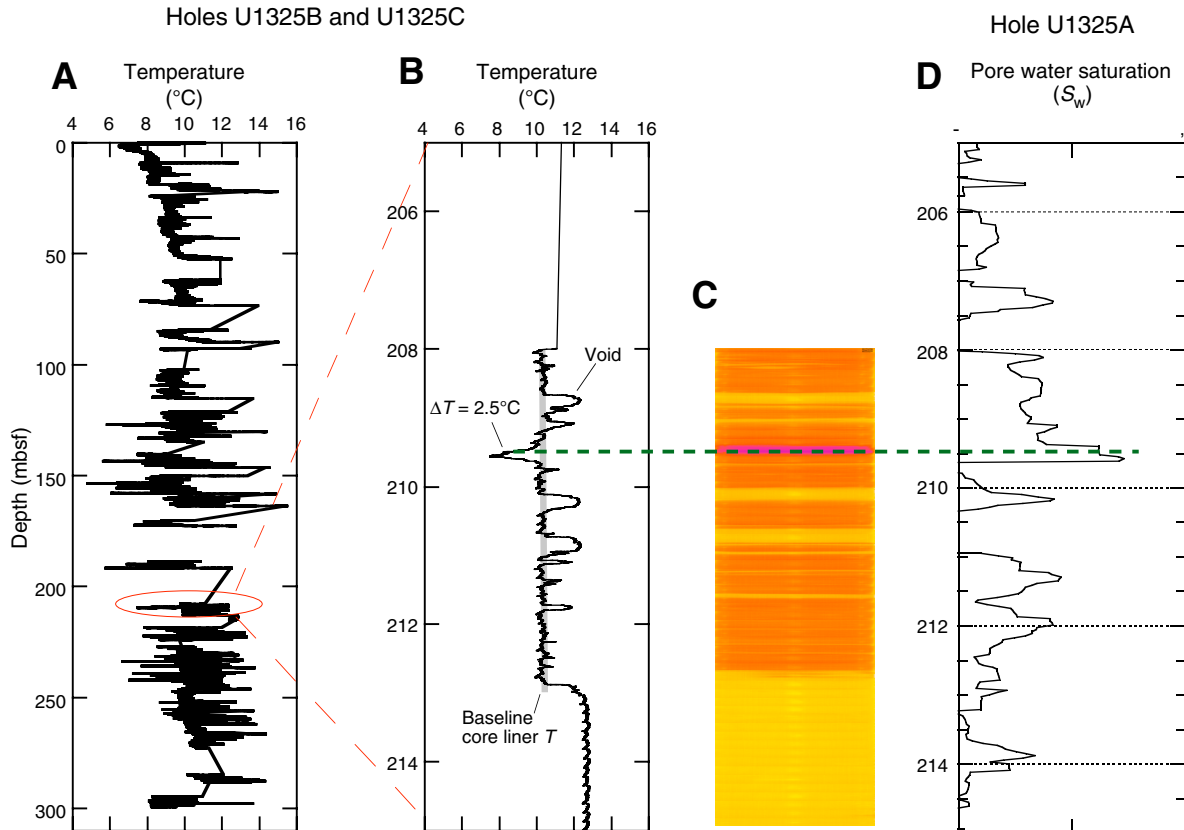 Holes U1325B and U1325C
Hole U1325A
A
Temperature
(°C)
4 6 8 10 12 14 16
0
50
100
150
200
250
300
Depth (mbsf)
B
Temperature
(°C)
4 6 8 10 12 14 16
206
208
210
212
214
Void
ΔT = 2.5°C
Baseline
core liner T
C
D
Pore water saturation
(Sw)
206
208
210
212
214